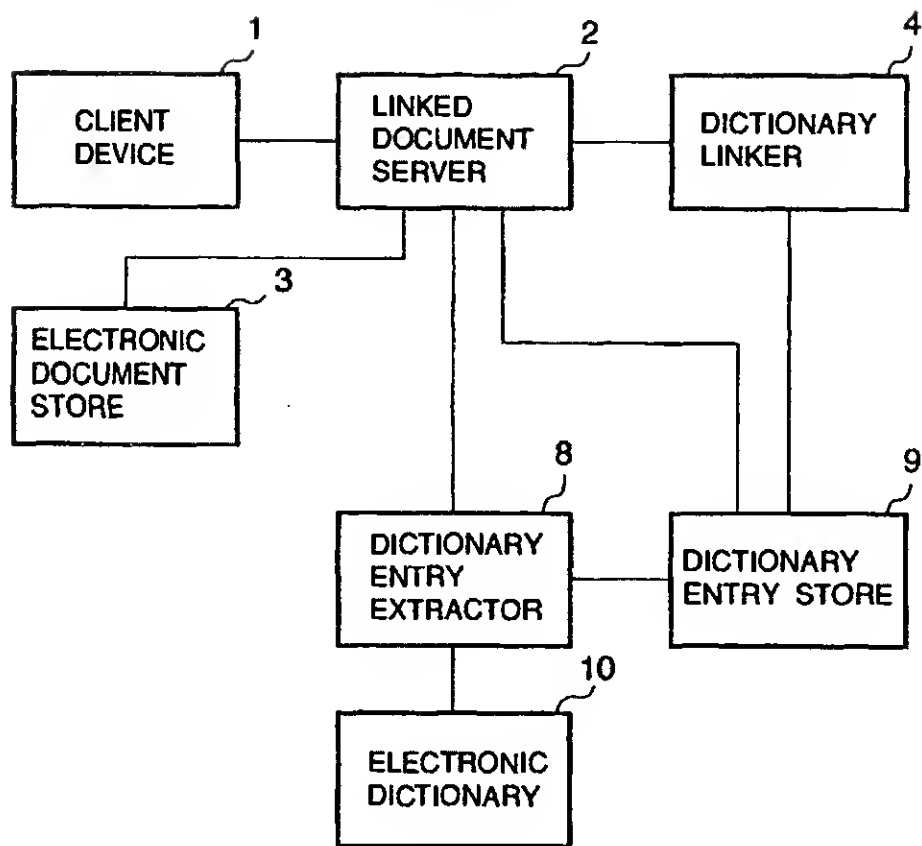 1
CLIENT
DEVICE
2
LINKED
DOCUMENT
SERVER
4
DICTIONARY
LINKER
3
ELECTRONIC
DOCUMENT
STORE
8
DICTIONARY
ENTRY
EXTRACTOR
9
DICTIONARY
ENTRY STORE
10
ELECTRONIC
DICTIONARY